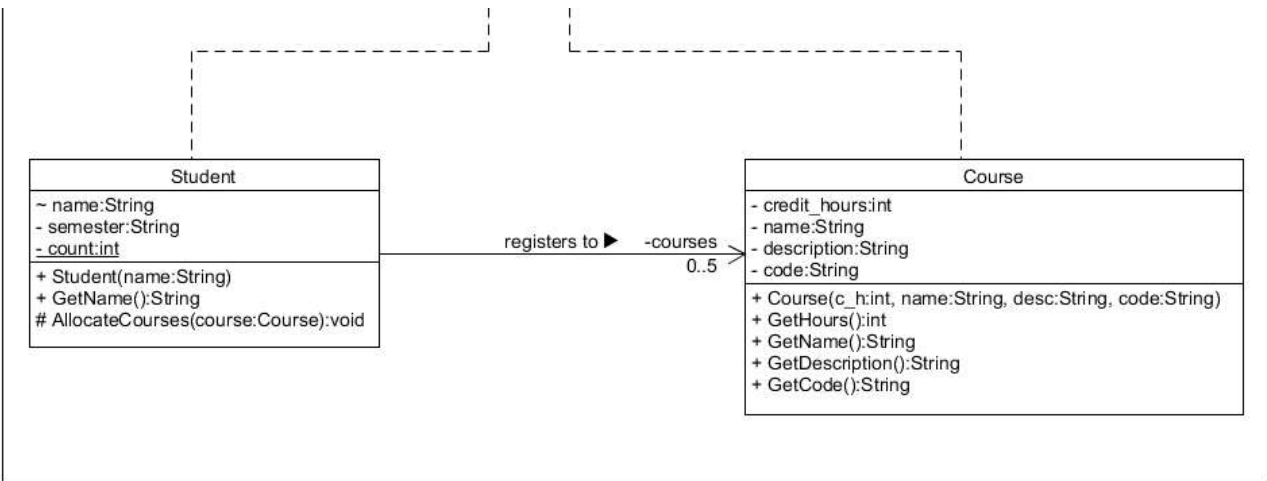 Student
~ name:String
- semester:String
- count:int
+ Student(name:String)
+ GetName():String
# AllocateCourses(course:Course):void
registers to ▶ -courses
0..5
Course
- credit_hours:int
- name:String
- description:String
- code:String
+ Course(c_h:int, name:String, desc:String, code:String)
+ GetHours():int
+ GetName():String
+ GetDescription():String
+ GetCode():String